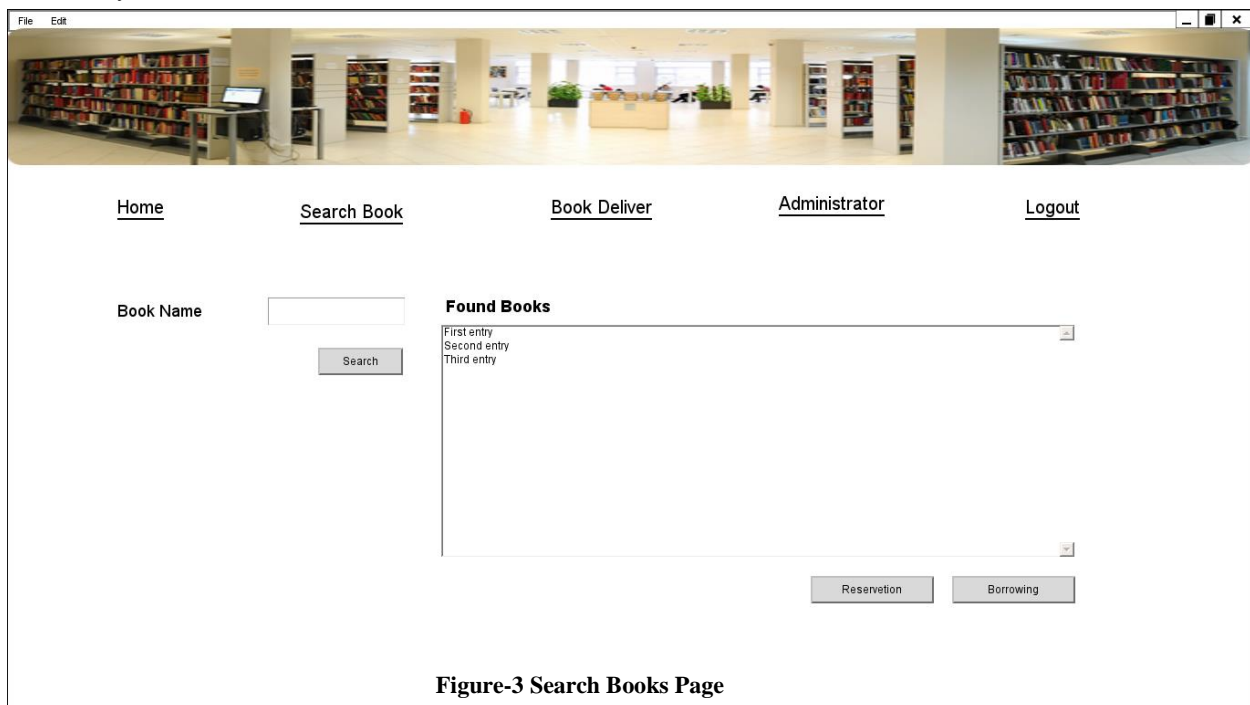 File Edit
Home
Search Book
Book Deliver
Administrator
Logout
Book Name
Search
Found Books
First entry
Second entry
Third entry
Reservetion
Borrowing
Figure-3 Search Books Page